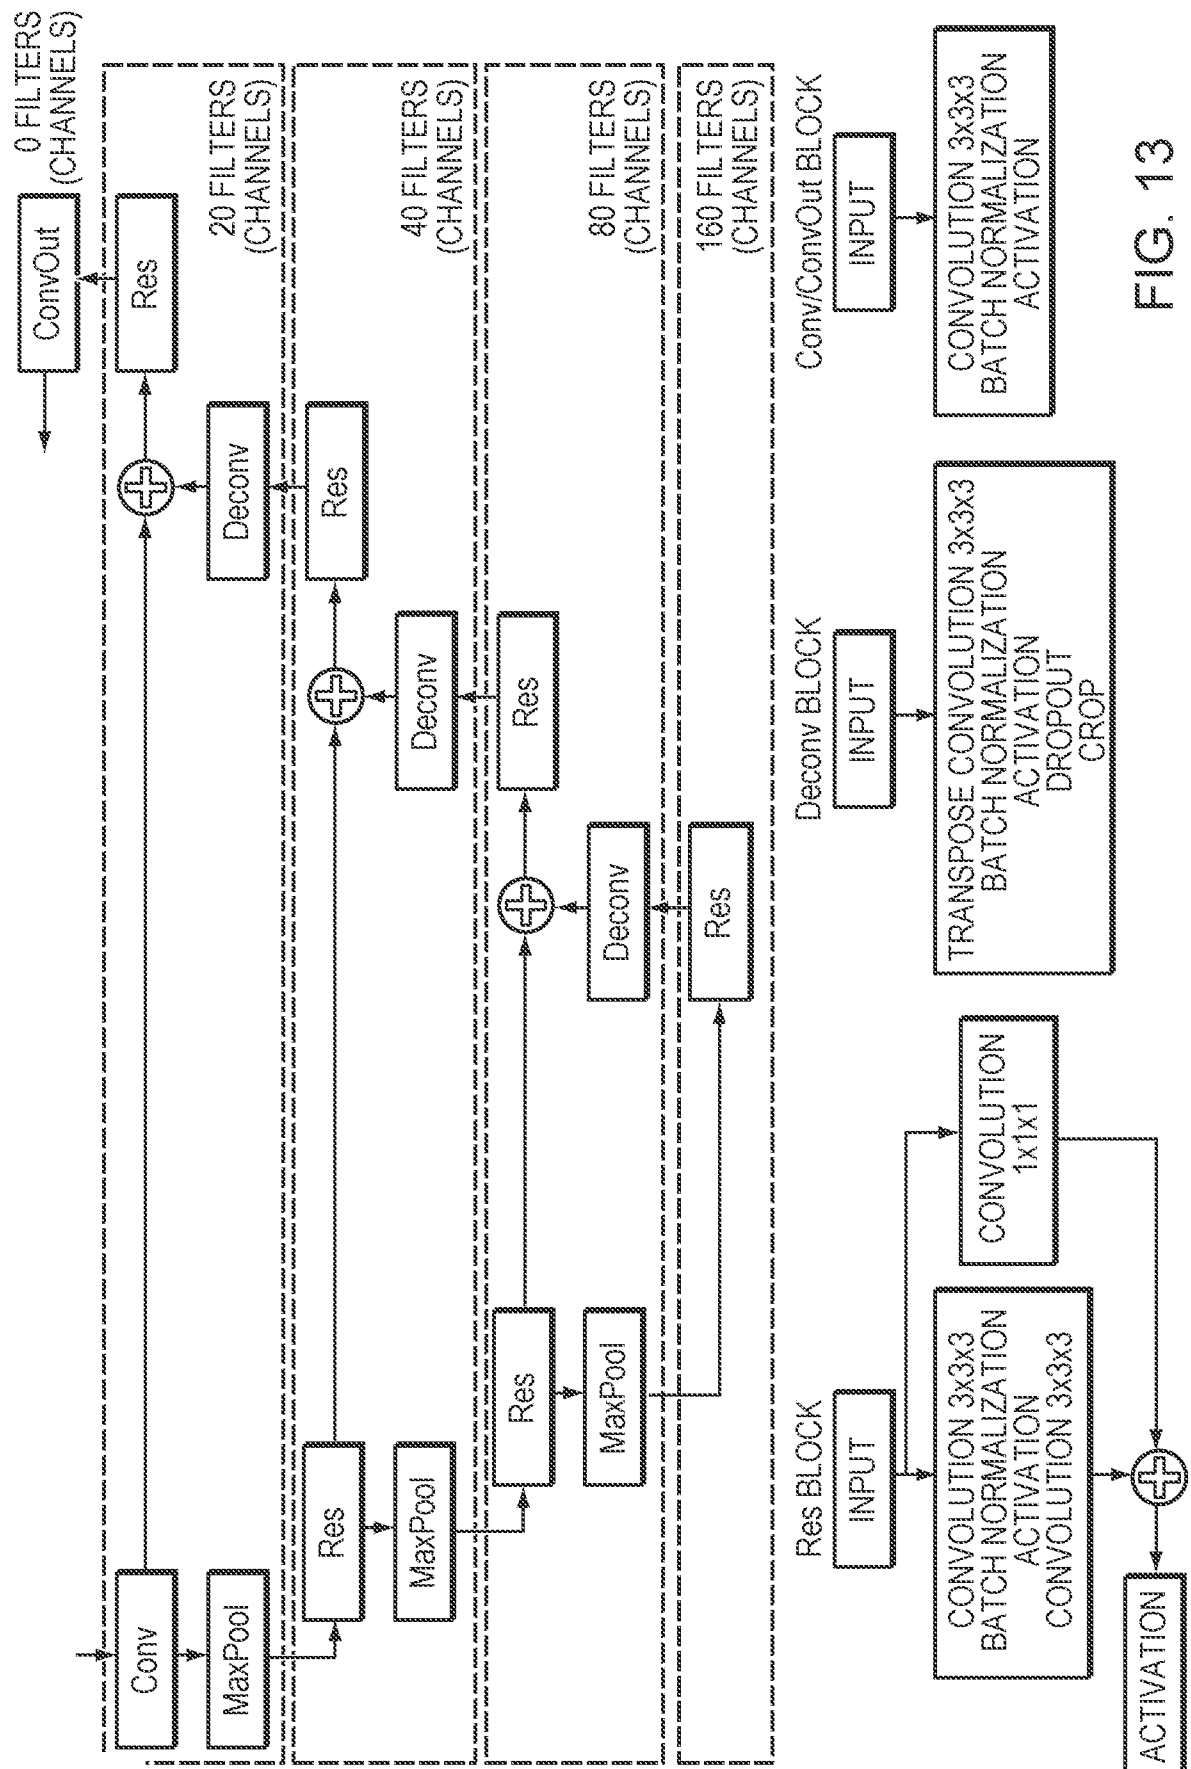 0 FILTERS
(CHANNELS)
ConvOut
Conv
Res
MaxPool
Deconv
20 FILTERS
(CHANNELS)
Res
Res
MaxPool
Deconv
40 FILTERS
(CHANNELS)
Res
Res
MaxPool
Deconv
80 FILTERS
(CHANNELS)
Res
160 FILTERS
(CHANNELS)
Res BLOCK
INPUT
CONVOLUTION 3x3x3
BATCH NORMALIZATION
ACTIVATION
CONVOLUTION 3x3x3
CONVOLUTION
1x1x1
ACTIVATION
Deconv BLOCK
INPUT
TRANSPOSE CONVOLUTION 3x3x3
BATCH NORMALIZATION
ACTIVATION
DROPOUT
CROP
Conv/ConvOut BLOCK
INPUT
CONVOLUTION 3x3x3
BATCH NORMALIZATION
ACTIVATION
FIG. 13